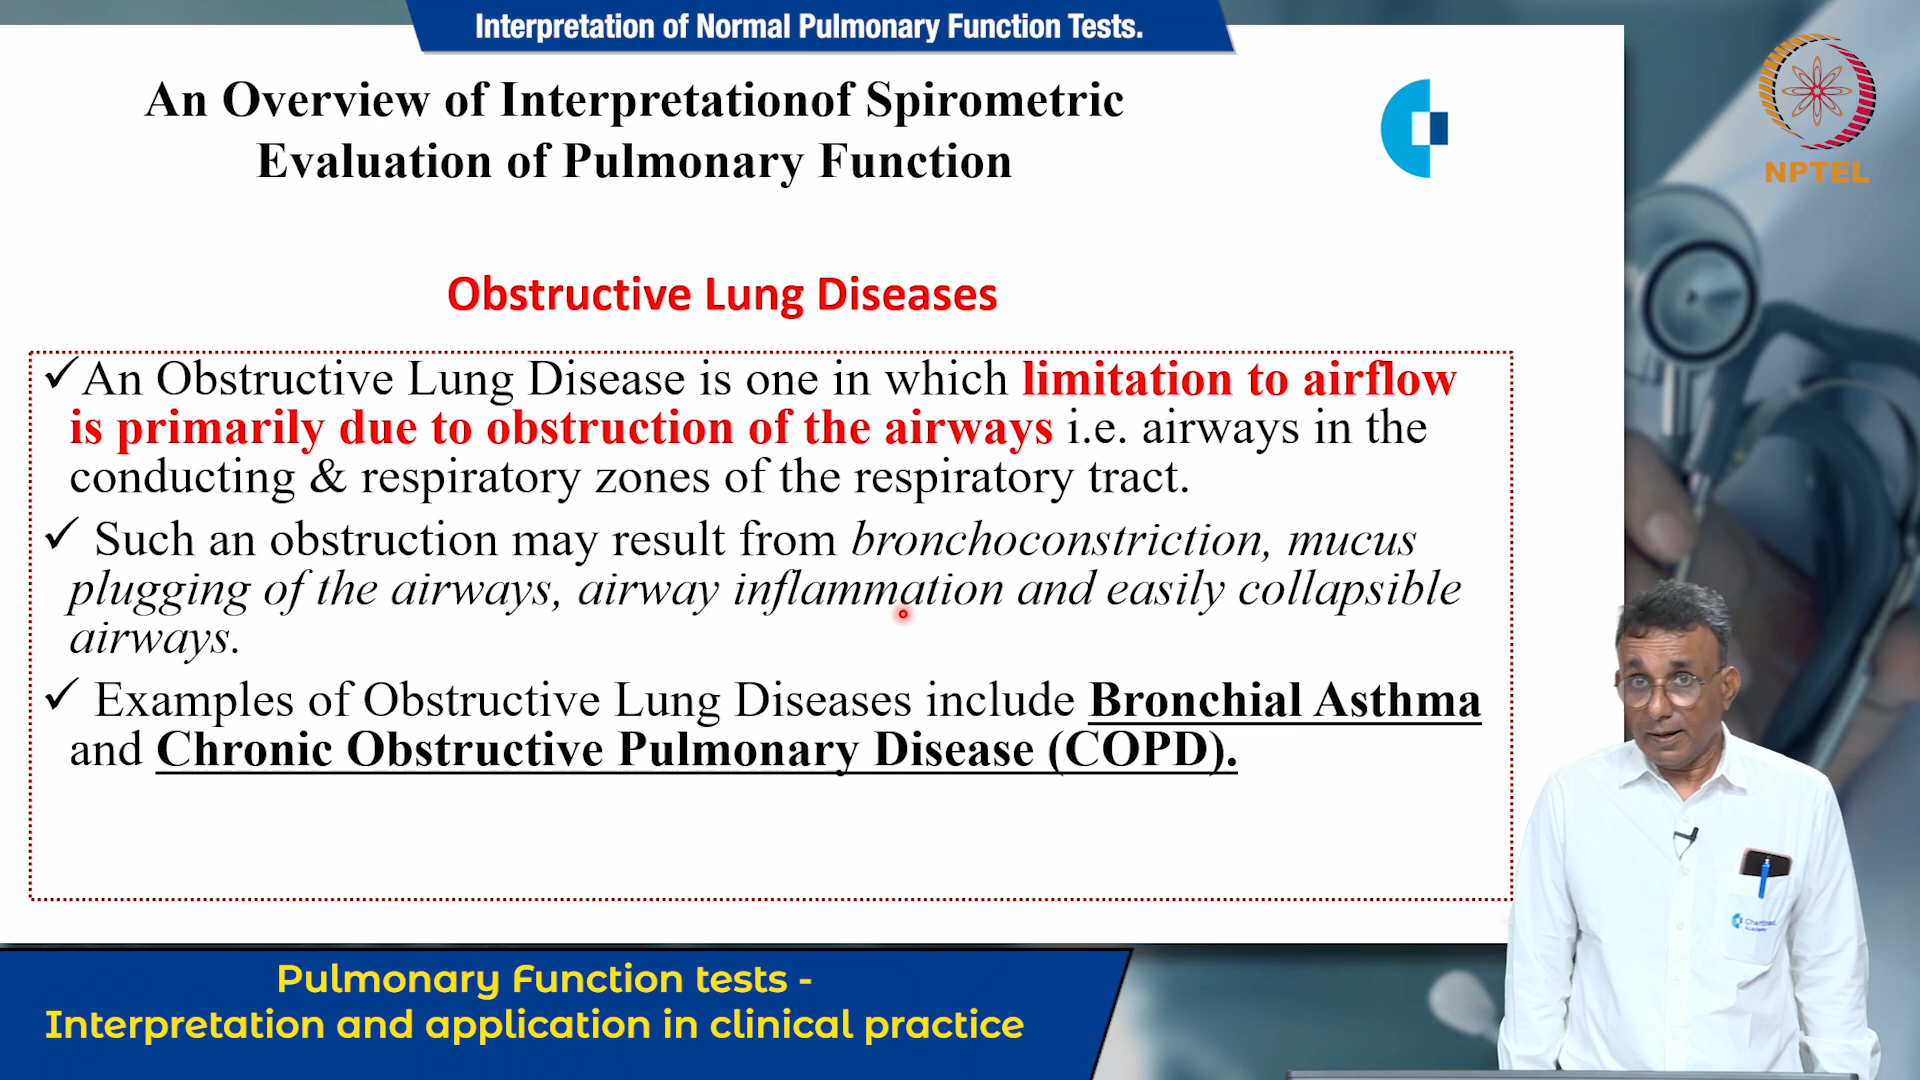 Interpretation of Normal Pulmonary Function Tests.
An Overview of Interpretationof Spirometric
Evaluation of Pulmonary Function
NPTEL
Obstructive Lung Diseases
✓An Obstructive Lung Disease is one in which limitation to airflow
is primarily due to obstruction of the airways i.e. airways in the
conducting & respiratory zones of the respiratory tract.
✓ Such an obstruction may result from bronchoconstriction, mucus
plugging of the airways, airway inflammation and easily collapsible
airways.
✓ Examples of Obstructive Lung Diseases include Bronchial Asthma
and Chronic Obstructive Pulmonary Disease (COPD).
Academy
Pulmonary Function tests -
Interpretation and application in clinical practice